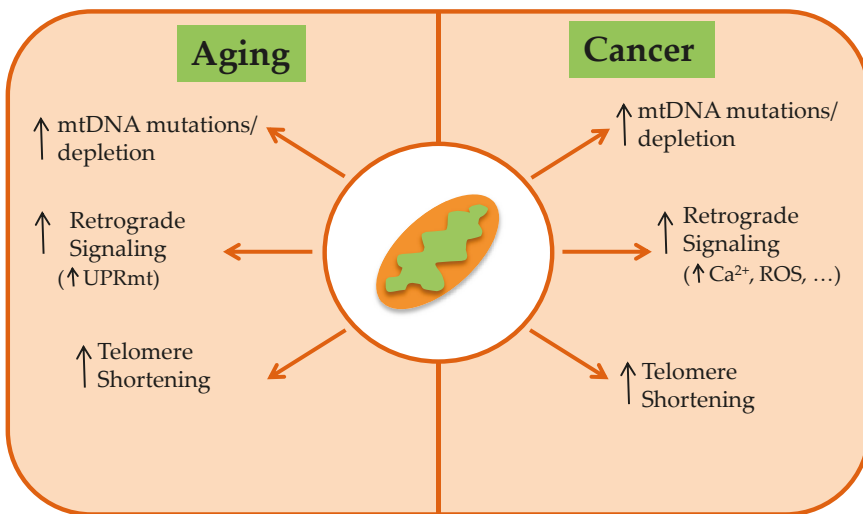 Aging
↑ mtDNA mutations/
depletion
↑ Retrograde
Signaling
(↑ UPRmt)
↑ Telomere
Shortening
Cancer
↑ mtDNA mutations/
depletion
↑ Retrograde
Signaling
(↑ Ca²⁺, ROS, …)
↑ Telomere
Shortening